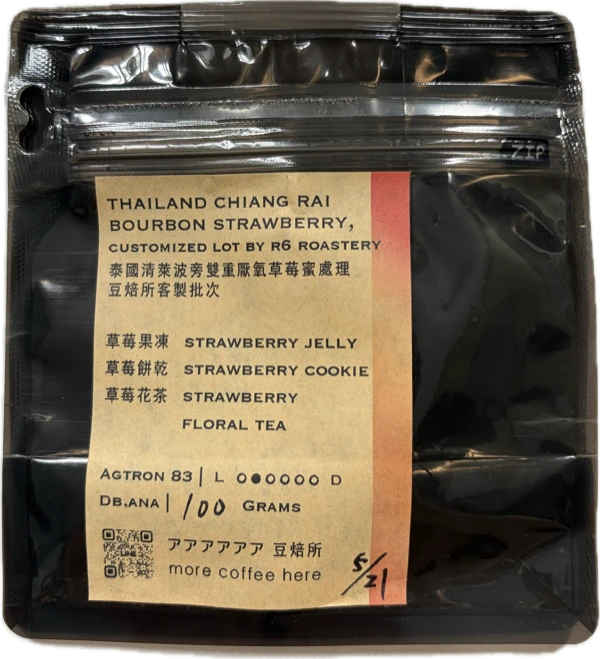 ZIP
THAILAND CHIANG RAI
BOURBON STRAWBERRY,
CUSTOMIZED LOT BY R6 ROASTERY
泰國清萊波旁雙重厭氧草莓蜜處理
豆焙所客製批次
草莓果凍 STRAWBERRY JELLY
草莓餅乾 STRAWBERRY COOKIE
草莓花茶 STRAWBERRY
FLORAL TEA
AGTRON 83 | L ○●○○○○○ D
DB.ANA | 100 GRAMS
LINE
アアアアアア 豆焙所
more coffee here
5/21